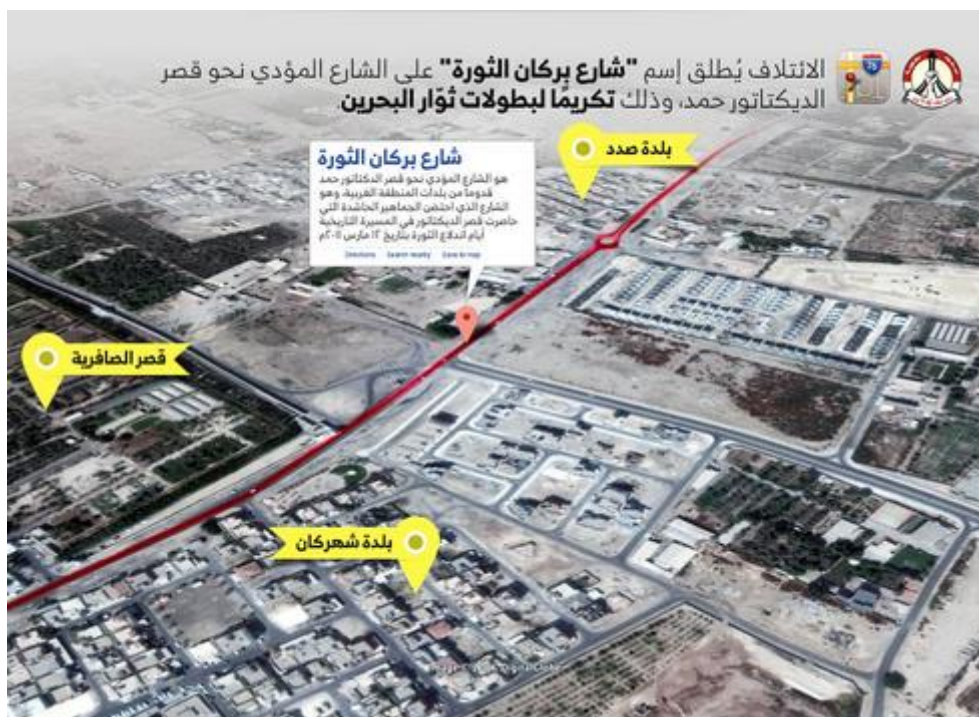 الائتلاف يُطلق إسم "شارع بركان الثورة" على الشارع المؤدي نحو قصر
الديكتاتور حمد، وذلك تكريمًا لبطولات ثوّار البحرين
بلدة صدد
شارع بركان الثورة
هو الشارع المؤدي نحو قصر الدكتاتور حمد
قدوما من بلدات المنطقة الغربية، وهو
الشارع الذي احتضن الجماهير الحاشدة التي
حاصرت قصر الديكتاتور في المسيرة التاريخية
أيام اندلاع الثورة بتاريخ ١٢ مارس ٢٠١١م
Directions Search nearby Save to map
قصر الصافرية
بلدة شهركان